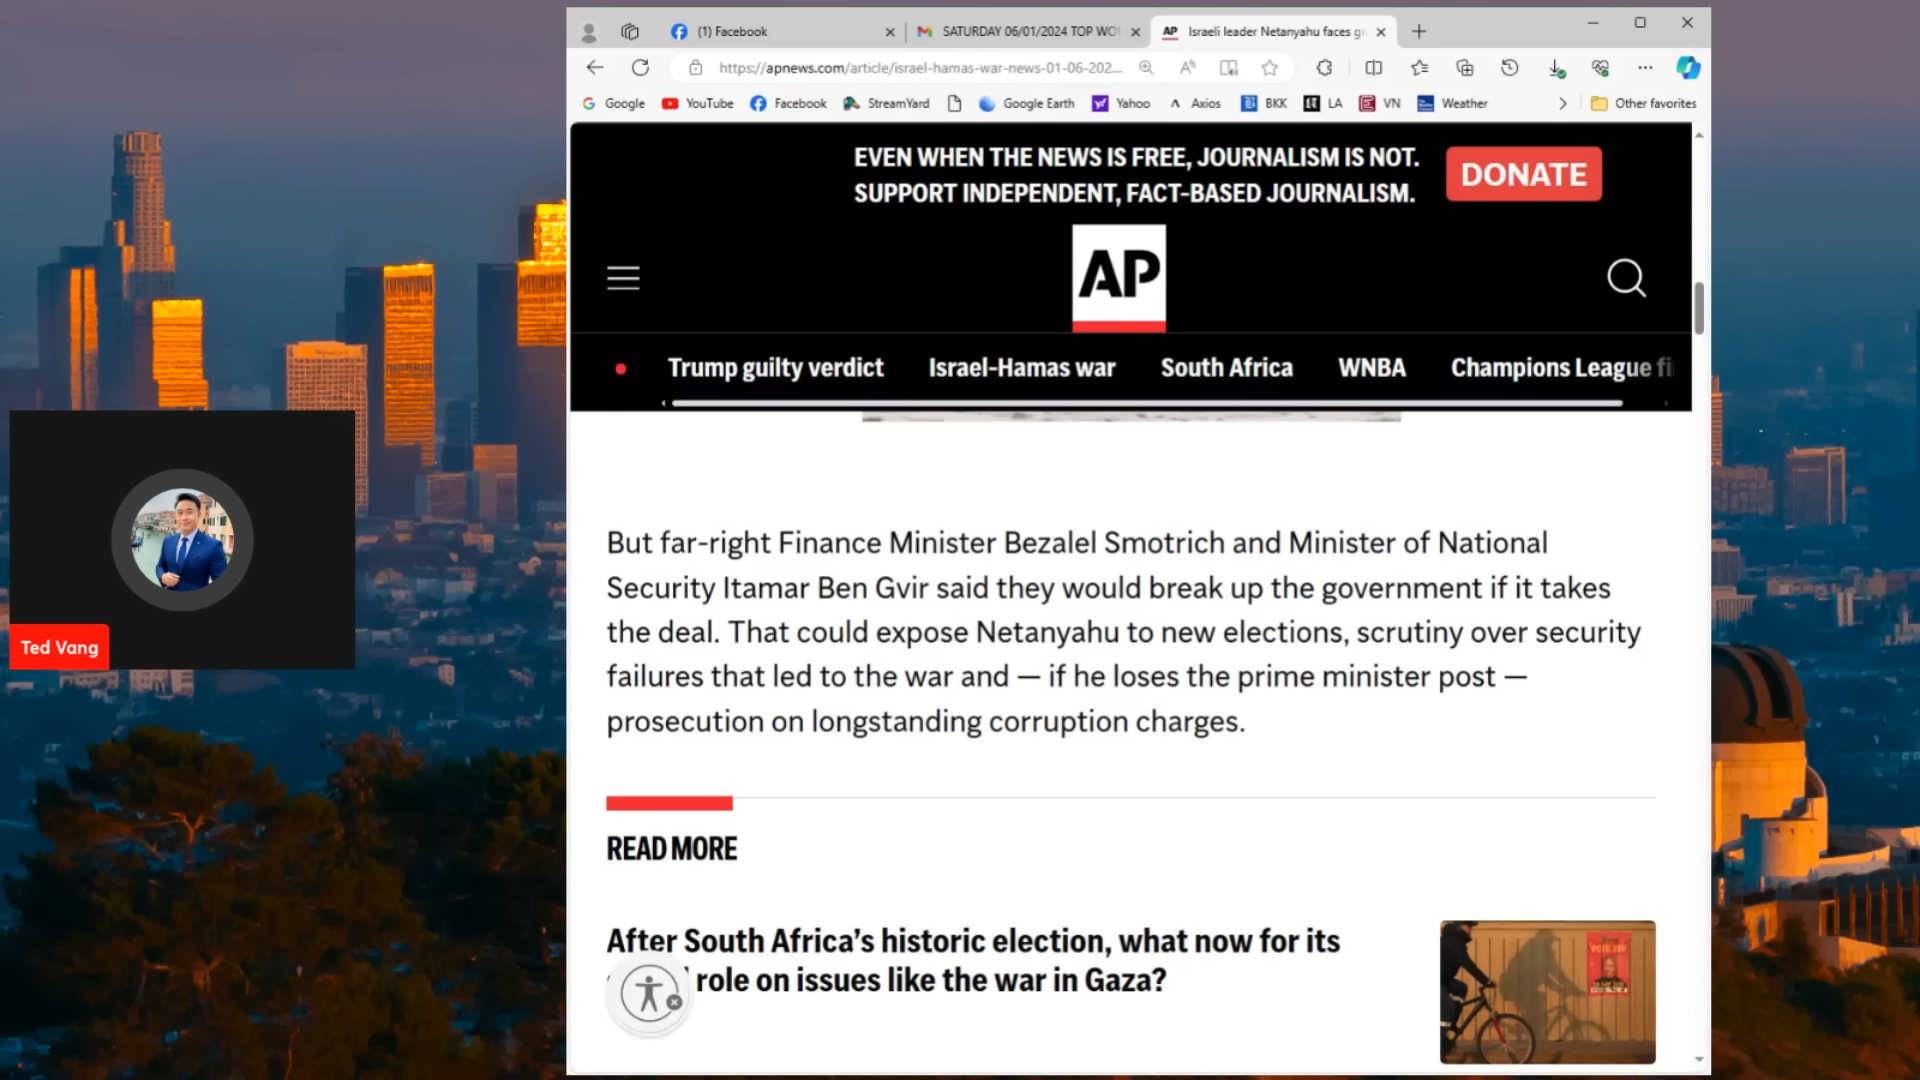 (1) Facebook
SATURDAY 06/01/2024 TOP WO
AP Israeli leader Netanyahu faces gr
https://apnews.com/article/israel-hamas-war-news-01-06-202...
Google YouTube Facebook StreamYard Google Earth Yahoo Axios BKK LA VN Weather Other favorites
EVEN WHEN THE NEWS IS FREE, JOURNALISM IS NOT.
SUPPORT INDEPENDENT, FACT-BASED JOURNALISM.
DONATE
AP
Trump guilty verdict Israel-Hamas war South Africa WNBA Champions League fi
But far-right Finance Minister Bezalel Smotrich and Minister of National
Security Itamar Ben Gvir said they would break up the government if it takes
the deal. That could expose Netanyahu to new elections, scrutiny over security
failures that led to the war and — if he loses the prime minister post —
prosecution on longstanding corruption charges.
READ MORE
After South Africa's historic election, what now for its
role on issues like the war in Gaza?
Ted Vang